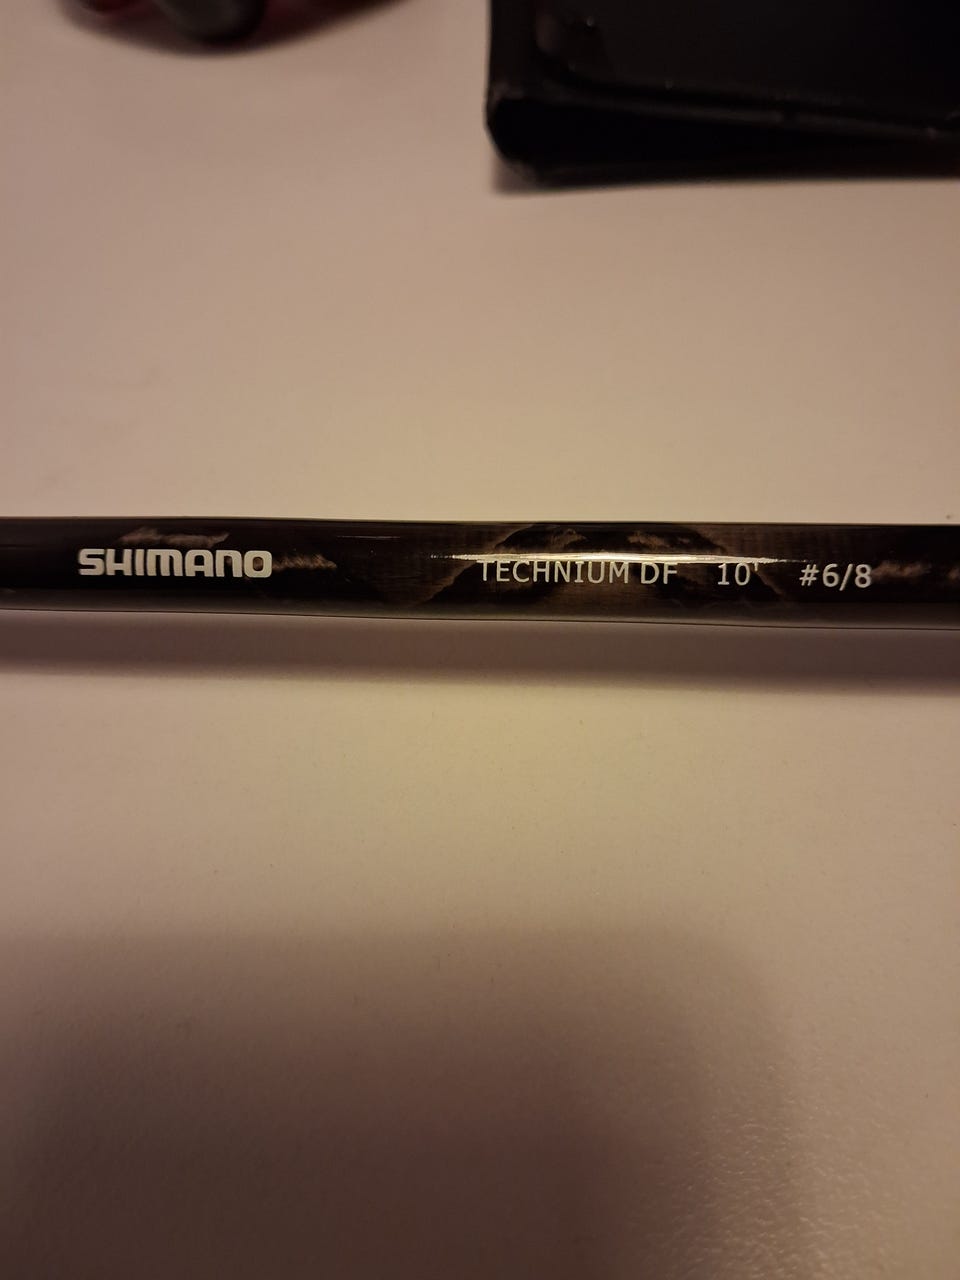 SHIMANO TECHNIUM DF 10' #6/8